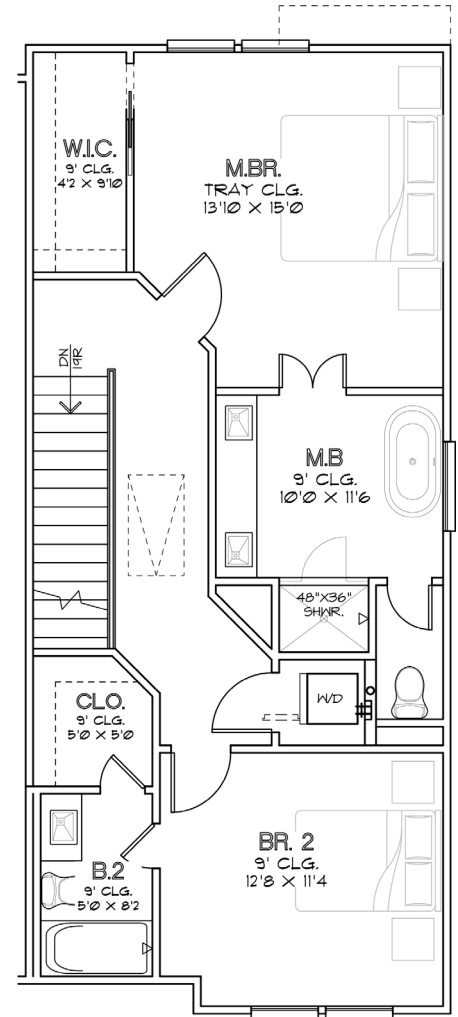 W.I.C.
9' CLG.
4'2 X 9'10
M.BR.
TRAY CLG.
13'10 X 15'0
DN
19R
M.B
9' CLG.
10'0 X 11'6
48"X36"
SHWR.
W/D
CLO.
9' CLG.
5'0 X 5'0
BR. 2
9' CLG.
12'8 X 11'4
B.2
9' CLG.
5'0 X 8'2